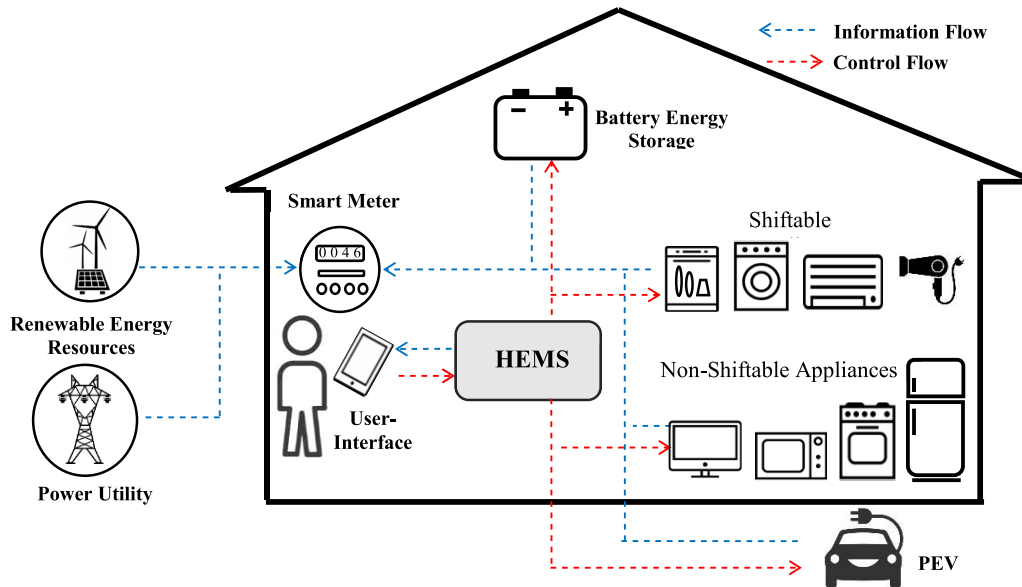 Information Flow
Control Flow
Battery Energy
Storage
Smart Meter
0046
Shiftable
Renewable Energy
Resources
HEMS
Non-Shiftable Appliances
User-
Interface
Power Utility
PEV